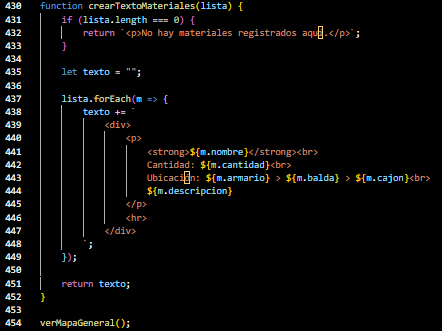 430 function crearTextoMateriales(lista) {
431     if (lista.length === 0) {
432         return `<p>No hay materiales registrados aquí.</p>`;
433     }
434
435     let texto = "";
436
437     lista.forEach(m => {
438         texto += `
439             <div>
440                 <p>
441                     <strong>${m.nombre}</strong><br>
442                     Cantidad: ${m.cantidad}<br>
443                     Ubicación: ${m.armario} > ${m.balda} > ${m.cajon}<br>
444                     ${m.descripcion}
445                 </p>
446                 <hr>
447             </div>
448         `;
449     });
450
451     return texto;
452 }
453
454 verMapaGeneral();